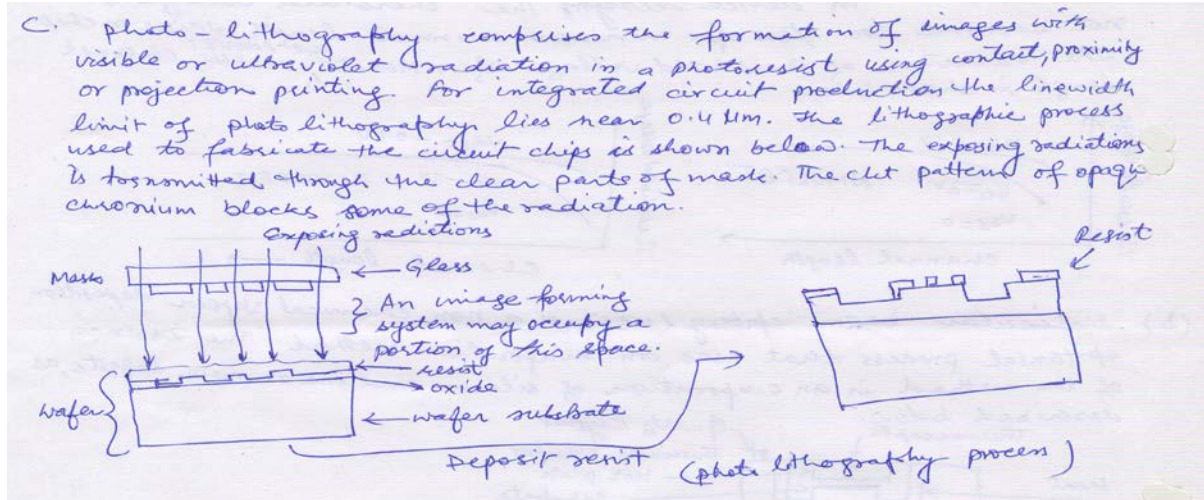 C. photo-lithography comprises the formation of images with
visible or ultraviolet radiation in a photoresist using contact, proximity
or projection printing. For integrated circuit production the linewidth
limit of photo lithography lies near 0.4 µm. The lithographic process
used to fabricate the circuit chips is shown below. The exposing radiations
is transmitted through the clear parts of mask. The ckt pattern of opaque
chromium blocks some of the radiation.
Exposing radiations
Resist
Masks
Glass
An image forming
system may occupy a
portion of this space.
resist
oxide
wafer
wafer substrate
Deposit resist
(photo lithography process)